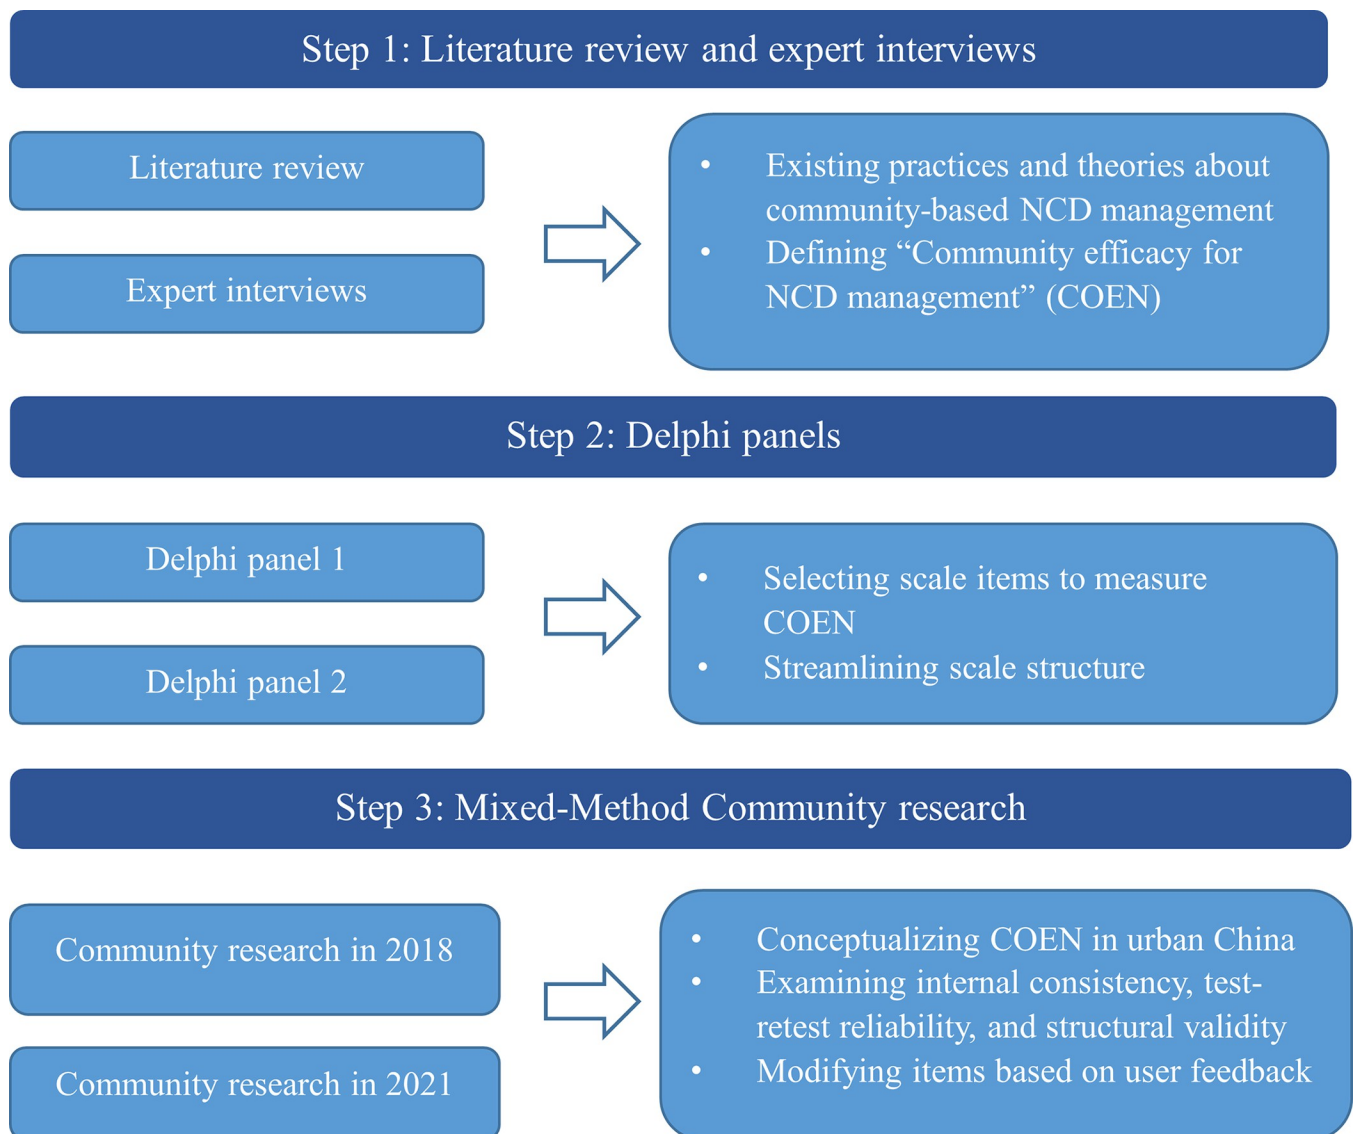 Step 1: Literature review and expert interviews
Literature review
Expert interviews
• Existing practices and theories about
community-based NCD management
• Defining “Community efficacy for
NCD management” (COEN)
Step 2: Delphi panels
Delphi panel 1
Delphi panel 2
• Selecting scale items to measure
COEN
• Streamlining scale structure
Step 3: Mixed-Method Community research
Community research in 2018
Community research in 2021
• Conceptualizing COEN in urban China
• Examining internal consistency, test-
retest reliability, and structural validity
• Modifying items based on user feedback